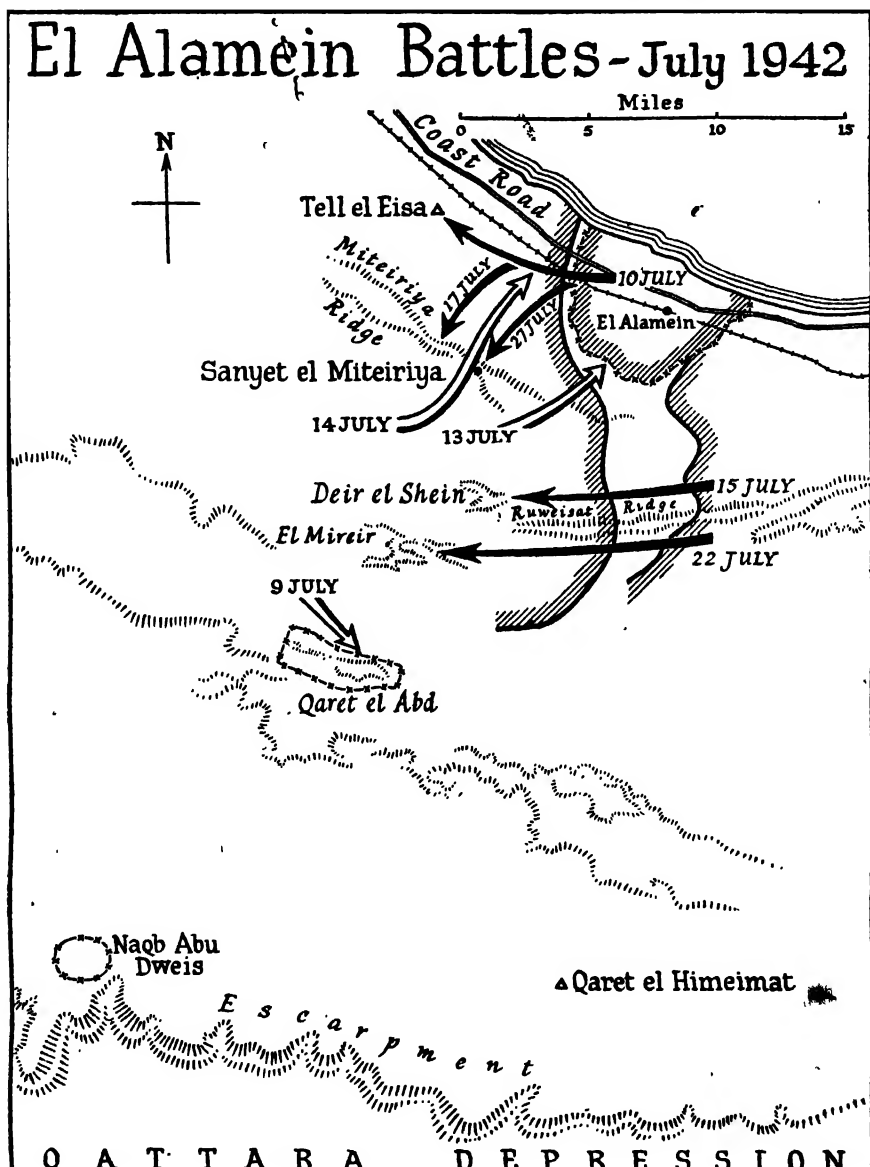 El Alamein Battles - July 1942
Miles
0 5 10 15
N
Coast Road
Tell el Eisa
Miteiriya
Ridge
17 JULY
10 JULY
27 JULY
El Alamein
Sanyet el Miteiriya
14 JULY
13 JULY
Deir el Shein
15 JULY
Ruweisat Ridge
El Mireir
22 JULY
9 JULY
Qaret el Abd
Naqb Abu
Dweis
Qaret el Himeimat
Escarpment
QATTARA DEPRESSION